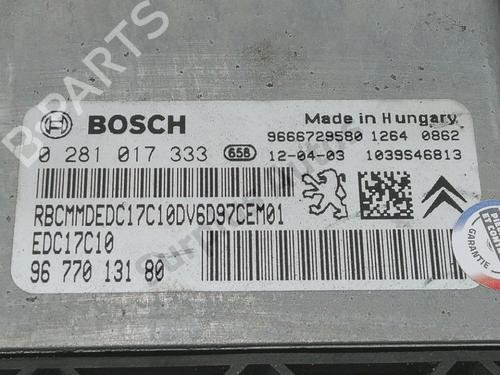 B-PARTS
BOSCH
Made in Hungary
9666729580 1264 0862
0 281 017 333 658 12-04-03 1039S46813
RBCMMDEDC17C10DV6D97CEM01
EDC17C10
96 770 131 80
GARANTIE